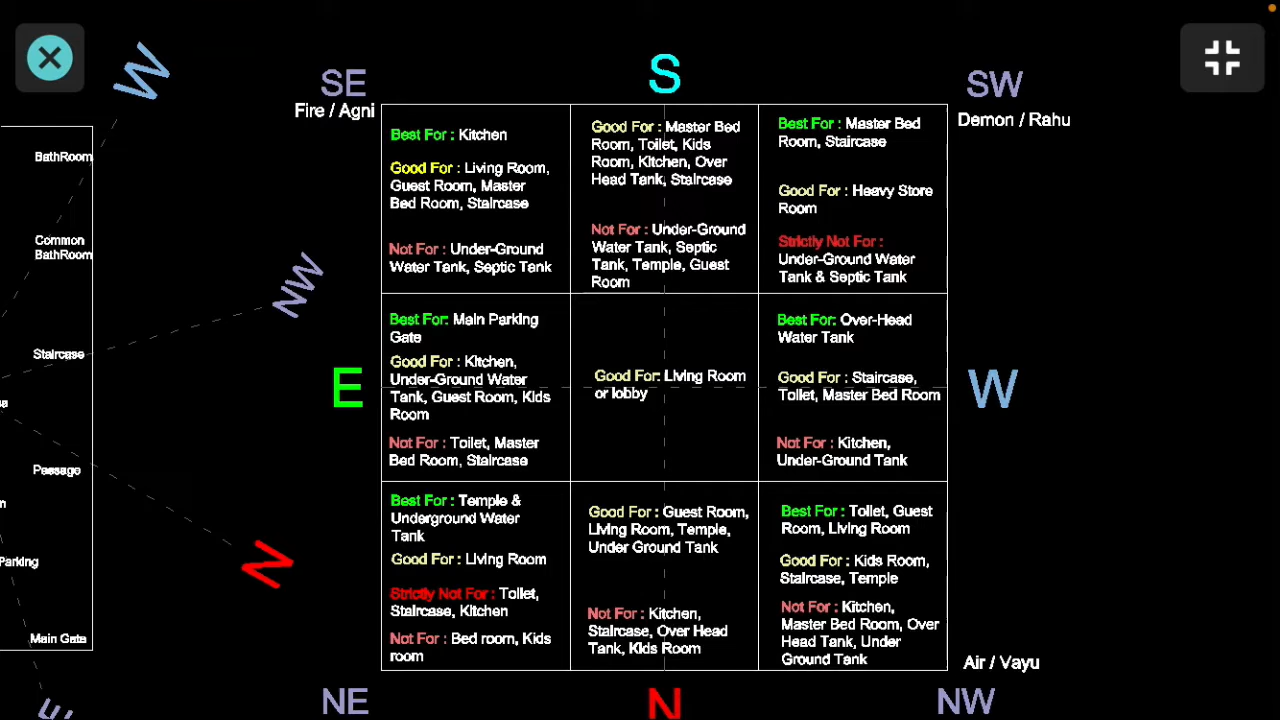 W
BathRoom
Common
BathRoom
NW
Staircase
Passage
N
Parking
Main Gate
E
SE
S
SW
Fire / Agni
Demon / Rahu
Best For : Kitchen
Good For : Living Room,
Guest Room, Master
Bed Room, Staircase
Not For : Under-Ground
Water Tank, Septic Tank
Good For : Master Bed
Room, Toilet, Kids
Room, Kitchen, Over
Head Tank, Staircase
Not For : Under-Ground
Water Tank, Septic
Tank, Temple, Guest
Room
Best For : Master Bed
Room, Staircase
Good For : Heavy Store
Room
Strictly Not For :
Under-Ground Water
Tank & Septic Tank
E
Best For: Main Parking
Gate
Good For : Kitchen,
Under-Ground Water
Tank, Guest Room, Kids
Room
Not For : Toilet, Master
Bed Room, Staircase
Good For: Living Room
or lobby
Best For: Over-Head
Water Tank
Good For : Staircase,
Toilet, Master Bed Room
Not For : Kitchen,
Under-Ground Tank
W
Best For : Temple &
Underground Water
Tank
Good For : Living Room
Strictly Not For : Toilet,
Staircase, Kitchen
Not For : Bed room, Kids
room
Good For : Guest Room,
Living Room, Temple,
Under Ground Tank
Not For : Kitchen,
Staircase, Over Head
Tank, Kids Room
Best For : Toilet, Guest
Room, Living Room
Good For : Kids Room,
Staircase, Temple
Not For : Kitchen,
Master Bed Room, Over
Head Tank, Under
Ground Tank
Air / Vayu
NE
N
NW